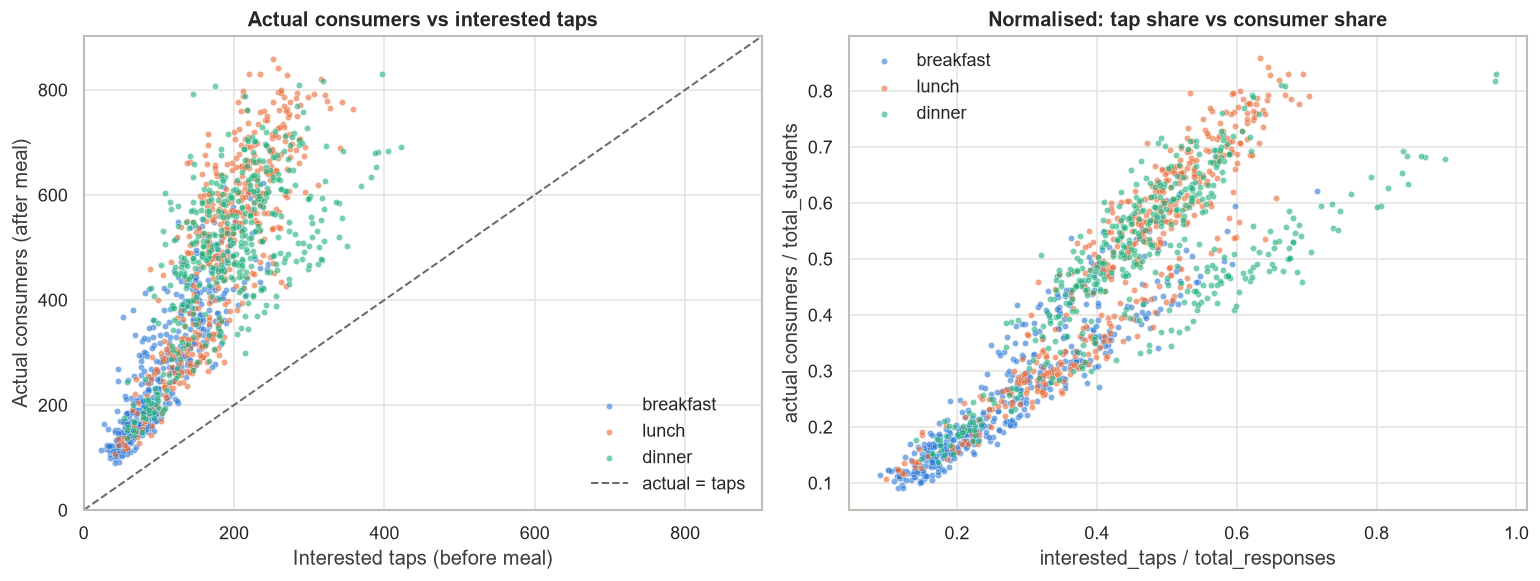 Actual consumers vs interested taps
Actual consumers (after meal)
800
600
400
200
0
0 200 400 600 800
Interested taps (before meal)
breakfast
lunch
dinner
actual = taps
Normalised: tap share vs consumer share
actual consumers / total_students
breakfast
lunch
dinner
0.8
0.7
0.6
0.5
0.4
0.3
0.2
0.1
0.2 0.4 0.6 0.8 1.0
interested_taps / total_responses